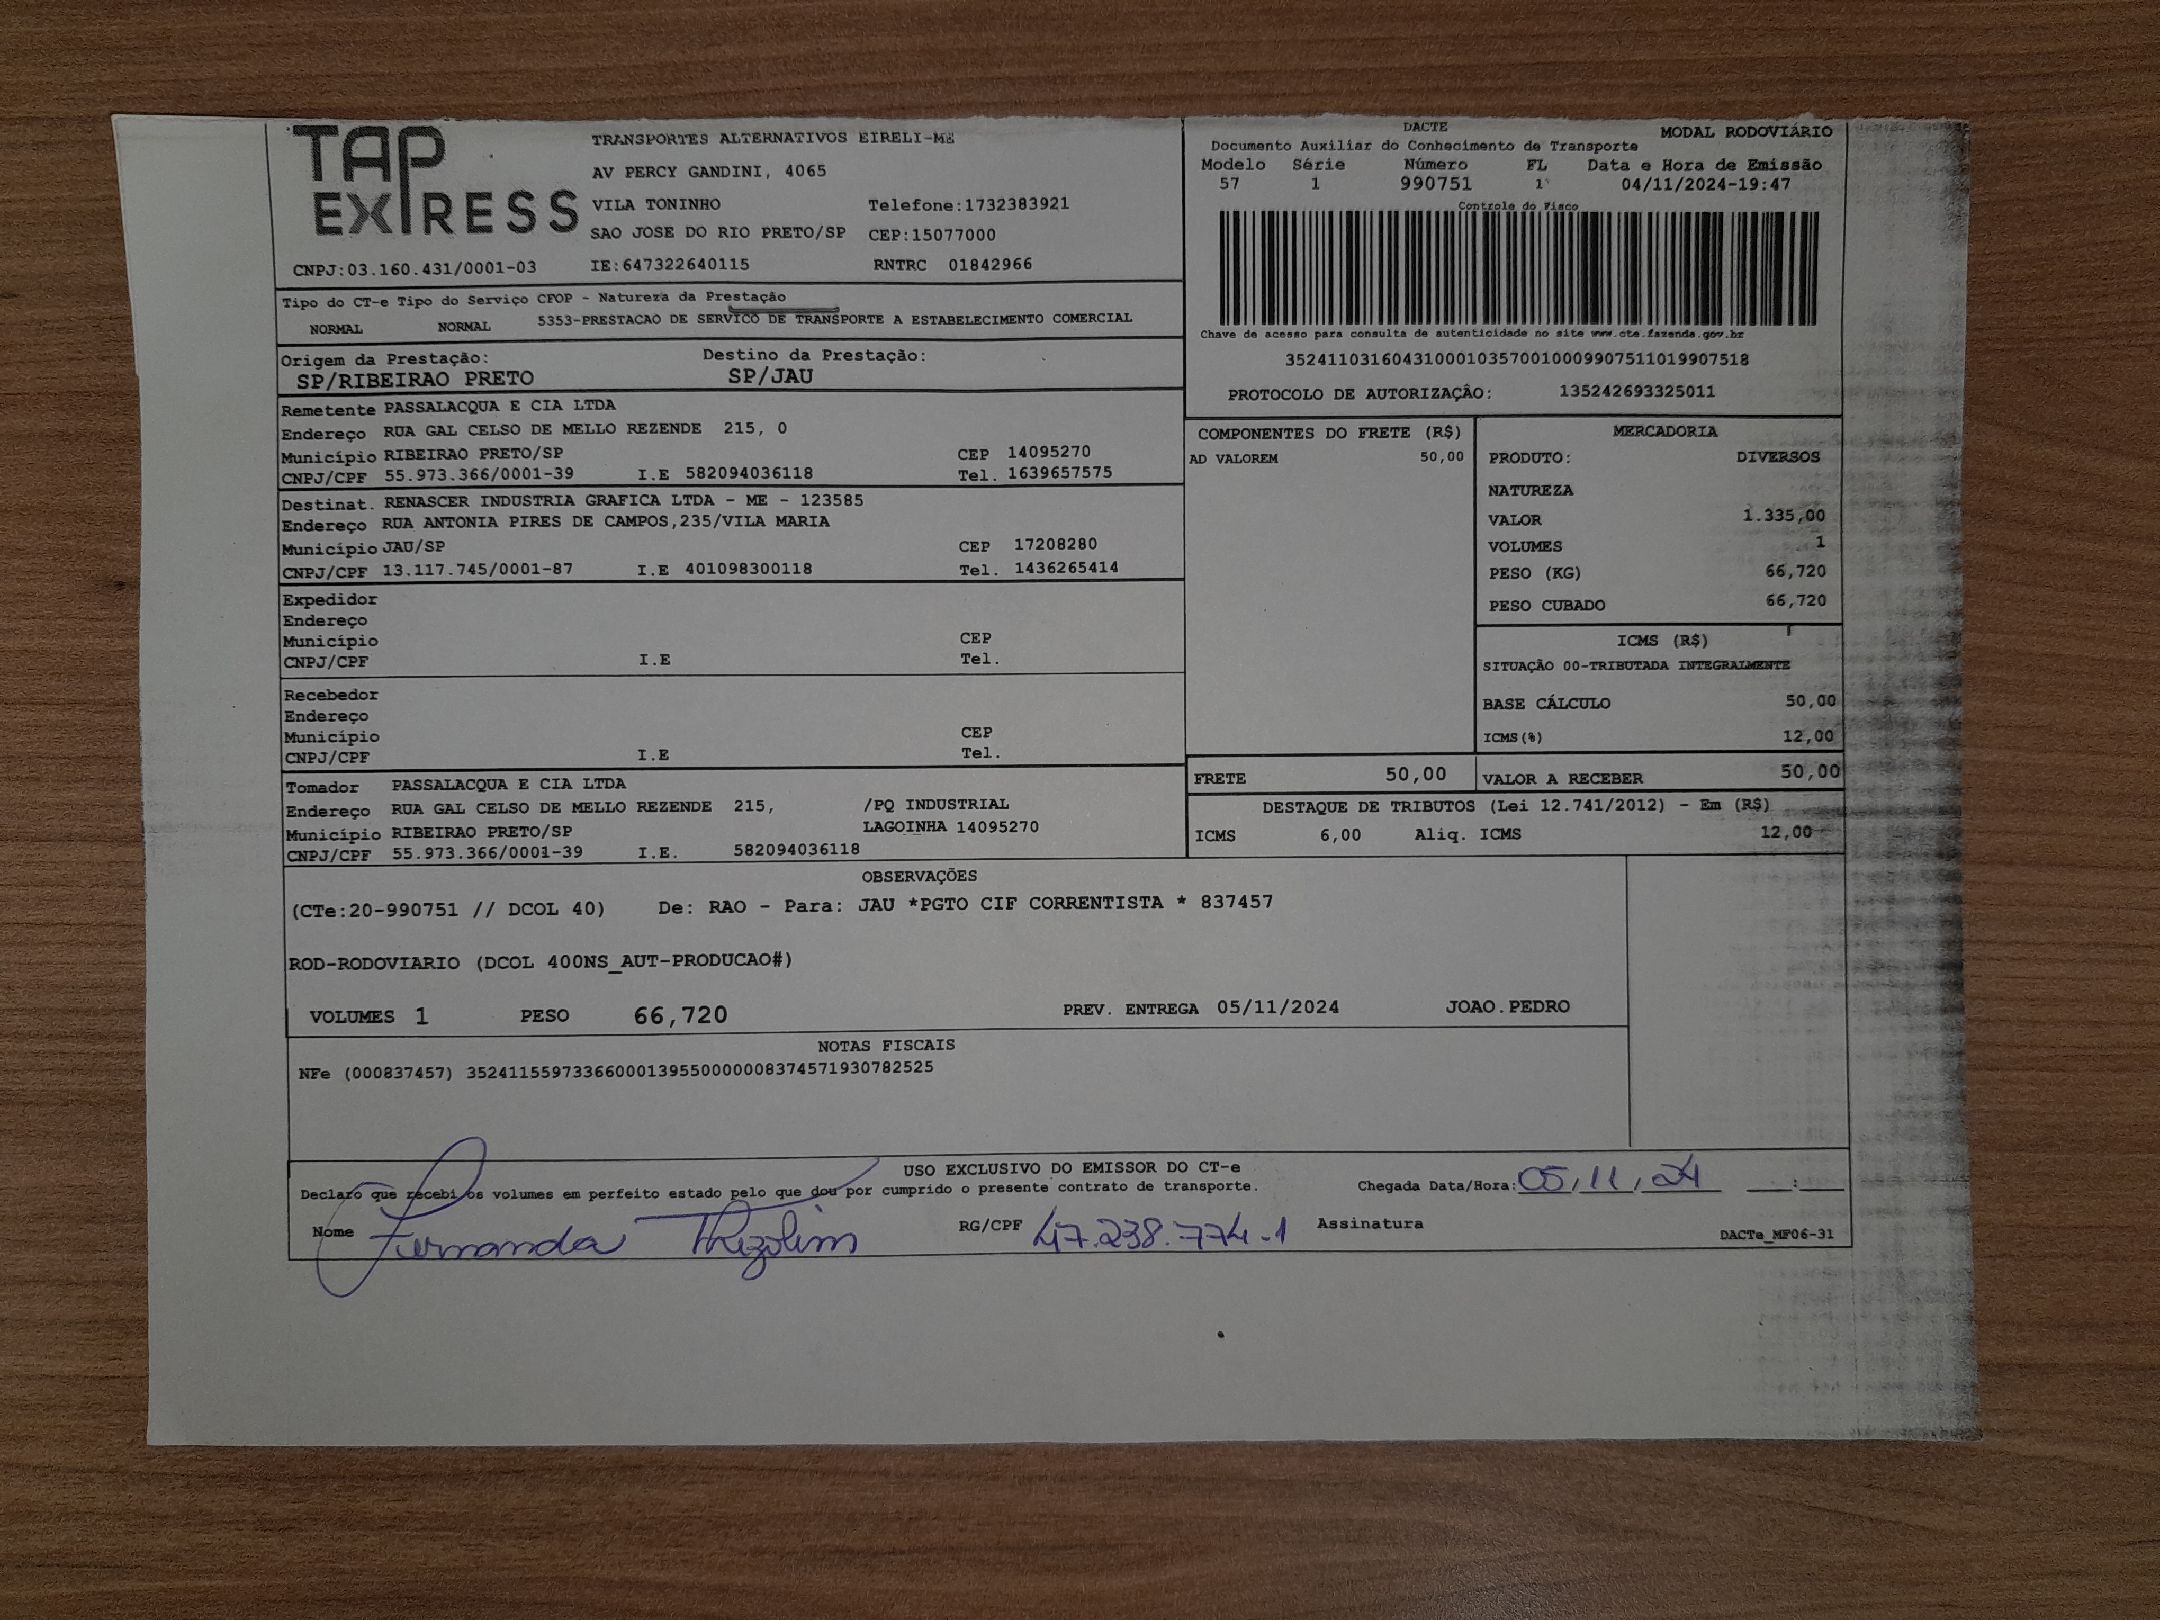 TAP EXPRESS
TRANSPORTES ALTERNATIVOS EIRELI-ME
AV PERCY GANDINI, 4065
VILA TONINHO Telefone:1732383921
SAO JOSE DO RIO PRETO/SP CEP:15077000
CNPJ:03.160.431/0001-03 IE:647322640115 RNTRC 01842966
DACTE MODAL RODOVIÁRIO
Documento Auxiliar do Conhecimento de Transporte
Modelo Série Número FL Data e Hora de Emissão
57 1 990751 1 04/11/2024-19:47
Controle do Fisco
Chave de acesso para consulta de autenticidade no site www.cte.fazenda.gov.br
35241103160431000103570010009907511019907518
PROTOCOLO DE AUTORIZAÇÃO: 135242693325011
Tipo do CT-e Tipo do Serviço CFOP - Natureza da Prestação
NORMAL NORMAL 5353-PRESTACAO DE SERVICO DE TRANSPORTE A ESTABELECIMENTO COMERCIAL
Origem da Prestação: Destino da Prestação:
SP/RIBEIRAO PRETO SP/JAU
Remetente PASSALACQUA E CIA LTDA
Endereço RUA GAL CELSO DE MELLO REZENDE 215, 0
Município RIBEIRAO PRETO/SP CEP 14095270
CNPJ/CPF 55.973.366/0001-39 I.E 582094036118 Tel. 1639657575
Destinat. RENASCER INDUSTRIA GRAFICA LTDA - ME - 123585
Endereço RUA ANTONIA PIRES DE CAMPOS,235/VILA MARIA
Município JAU/SP CEP 17208280
CNPJ/CPF 13.117.745/0001-87 I.E 401098300118 Tel. 1436265414
Expedidor
Endereço
Município CEP
CNPJ/CPF I.E Tel.
Recebedor
Endereço
Município CEP
CNPJ/CPF I.E Tel.
Tomador PASSALACQUA E CIA LTDA
Endereço RUA GAL CELSO DE MELLO REZENDE 215, /PQ INDUSTRIAL
Município RIBEIRAO PRETO/SP LAGOINHA 14095270
CNPJ/CPF 55.973.366/0001-39 I.E. 582094036118
COMPONENTES DO FRETE (R$)
AD VALOREM 50,00
MERCADORIA
PRODUTO: DIVERSOS
NATUREZA
VALOR 1.335,00
VOLUMES 1
PESO (KG) 66,720
PESO CUBADO 66,720
ICMS (R$)
SITUAÇÃO 00-TRIBUTADA INTEGRALMENTE
BASE CÁLCULO 50,00
ICMS(%) 12,00
FRETE 50,00 VALOR A RECEBER 50,00
DESTAQUE DE TRIBUTOS (Lei 12.741/2012) - Em (R$)
ICMS 6,00 Aliq. ICMS 12,00
OBSERVAÇÕES
(CTe:20-990751 // DCOL 40) De: RAO - Para: JAU *PGTO CIF CORRENTISTA * 837457
ROD-RODOVIARIO (DCOL 400NS_AUT-PRODUCAO#)
VOLUMES 1 PESO 66,720 PREV. ENTREGA 05/11/2024 JOAO.PEDRO
NOTAS FISCAIS
NFe (000837457) 35241155973366000139550000008374571930782525
USO EXCLUSIVO DO EMISSOR DO CT-e
Declaro que recebi os volumes em perfeito estado pelo que dou por cumprido o presente contrato de transporte. Chegada Data/Hora: 05,11,24 :
Nome Fernanda RG/CPF 47.238.774-1 Assinatura
DACTe_MF06-31